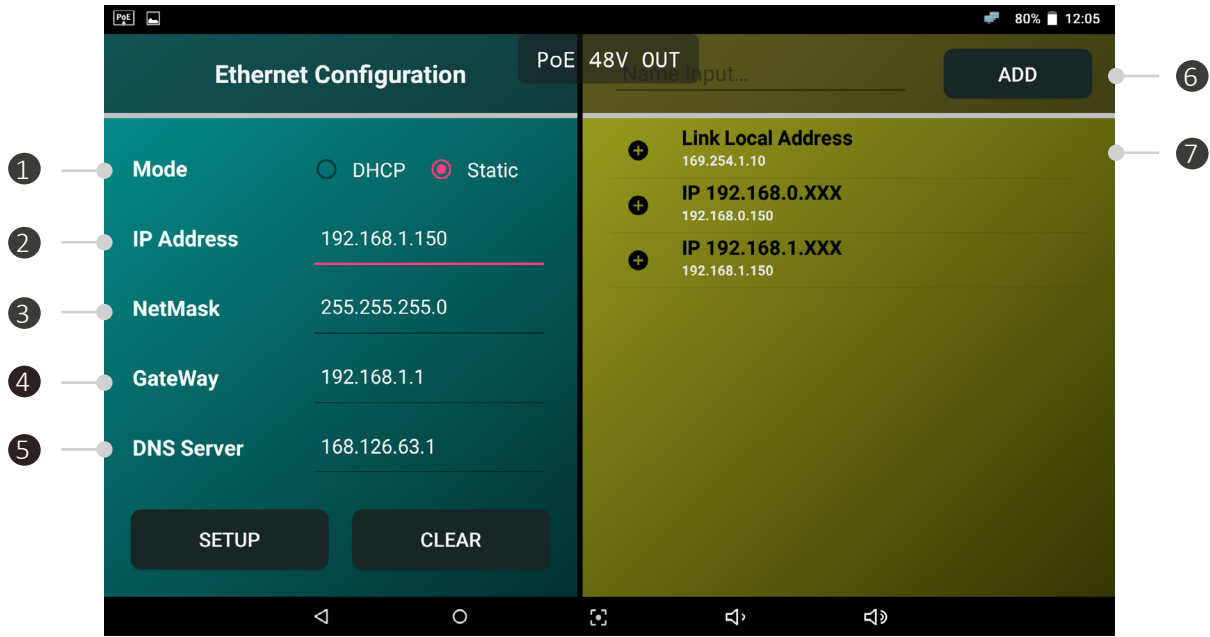 PoE
80% 12:05
Ethernet Configuration
PoE 48V OUT
Name Input...
ADD
6
1
Mode
DHCP
Static
2
IP Address
192.168.1.150
3
NetMask
255.255.255.0
4
GateWay
192.168.1.1
5
DNS Server
168.126.63.1
SETUP
CLEAR
Link Local Address
169.254.1.10
7
IP 192.168.0.XXX
192.168.0.150
IP 192.168.1.XXX
192.168.1.150